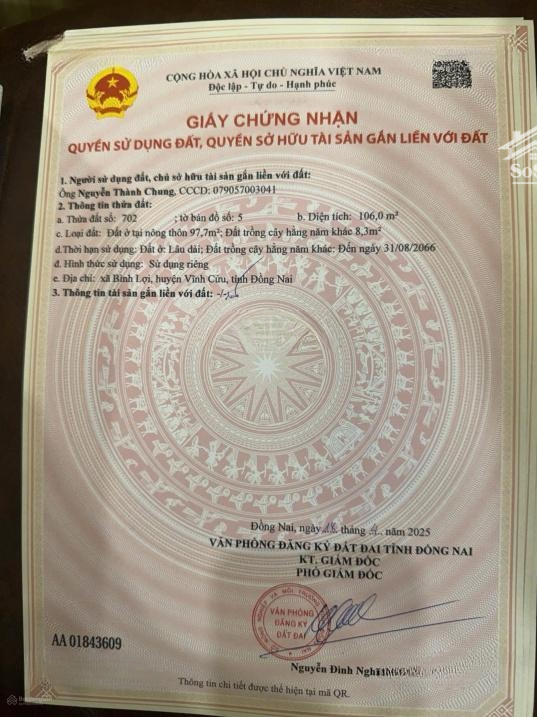 CỘNG HÒA XÃ HỘI CHỦ NGHĨA VIỆT NAM
Độc lập - Tự do - Hạnh phúc
GIẤY CHỨNG NHẬN
QUYỀN SỬ DỤNG ĐẤT, QUYỀN SỞ HỮU TÀI SẢN GẮN LIỀN VỚI ĐẤT
1. Người sử dụng đất, chủ sở hữu tài sản gắn liền với đất:
Ông Nguyễn Thành Chung, CCCD: 079057003041
2. Thông tin thửa đất:
a. Thửa đất số: 702 ; tờ bản đồ số: 5 b. Diện tích: 106,0 m²
c. Loại đất: Đất ở tại nông thôn 97,7m²; Đất trồng cây hằng năm khác 8,3m²
d.Thời hạn sử dụng: Đất ở: Lâu dài; Đất trồng cây hằng năm khác: Đến ngày 31/08/2066
đ. Hình thức sử dụng: Sử dụng riêng
e. Địa chỉ: xã Bình Lợi, huyện Vĩnh Cửu, tỉnh Đồng Nai
3. Thông tin tài sản gắn liền với đất: -/-
Đồng Nai, ngày 18 tháng 4 năm 2025
VĂN PHÒNG ĐĂNG KÝ ĐẤT ĐAI TỈNH ĐỒNG NAI
KT. GIÁM ĐỐC
PHÓ GIÁM ĐỐC
VĂN PHÒNG
ĐĂNG KÝ
ĐẤT ĐAI
AA 01843609
Nguyễn Đình
Thông tin chi tiết được thể hiện tại mã QR.